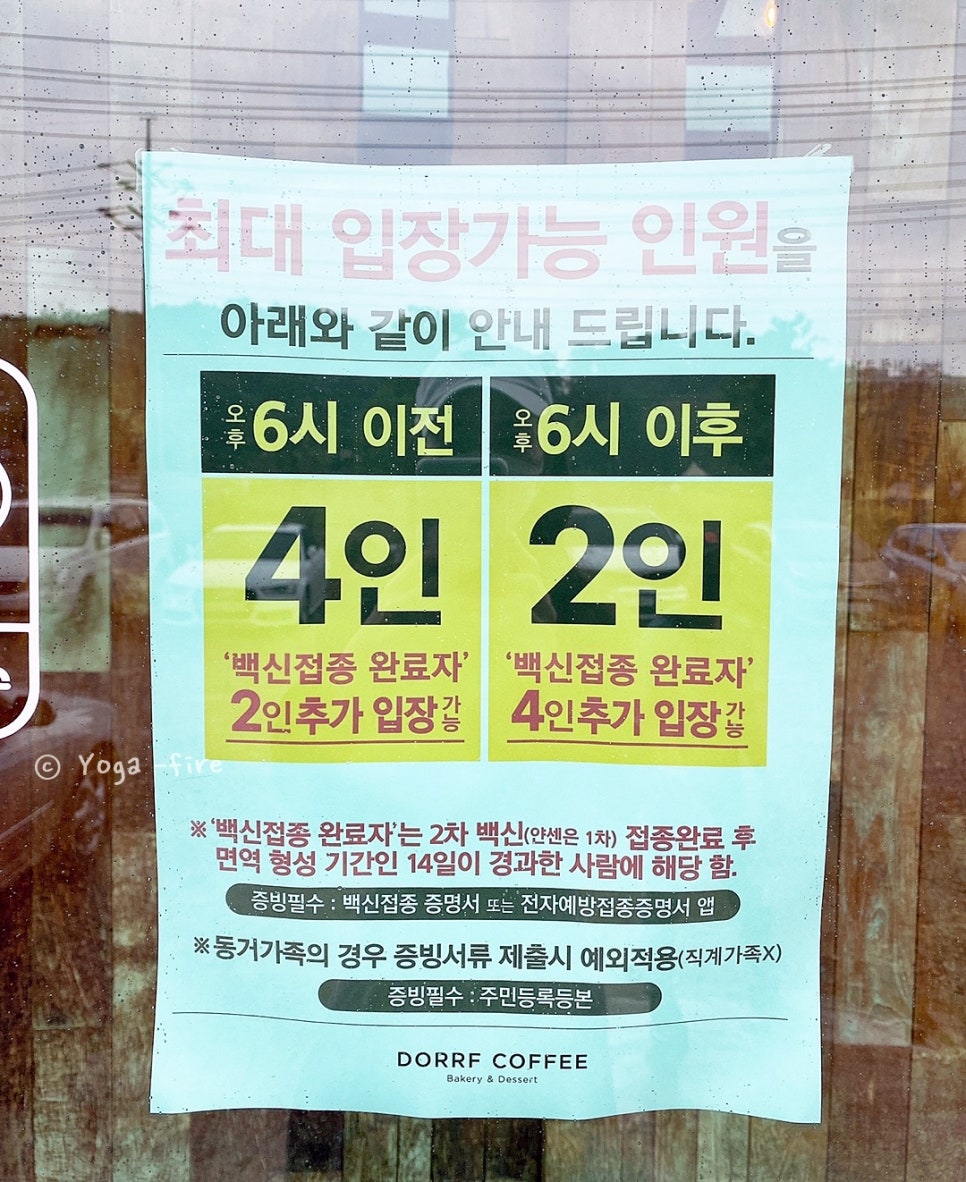 최대 입장가능 인원을
아래와 같이 안내 드립니다.
오후 6시 이전
4인
'백신접종 완료자'
2인 추가 입장 가능
오후 6시 이후
2인
'백신접종 완료자'
4인 추가 입장 가능
※'백신접종 완료자'는 2차 백신(얀센은 1차) 접종완료 후
면역 형성 기간인 14일이 경과한 사람에 해당 함.
증빙필수 : 백신접종 증명서 또는 전자예방접종증명서 앱
※동거가족의 경우 증빙서류 제출시 예외적용(직계가족X)
증빙필수 : 주민등록등본
DORRF COFFEE
Bakery & Dessert
© Yoga-fire